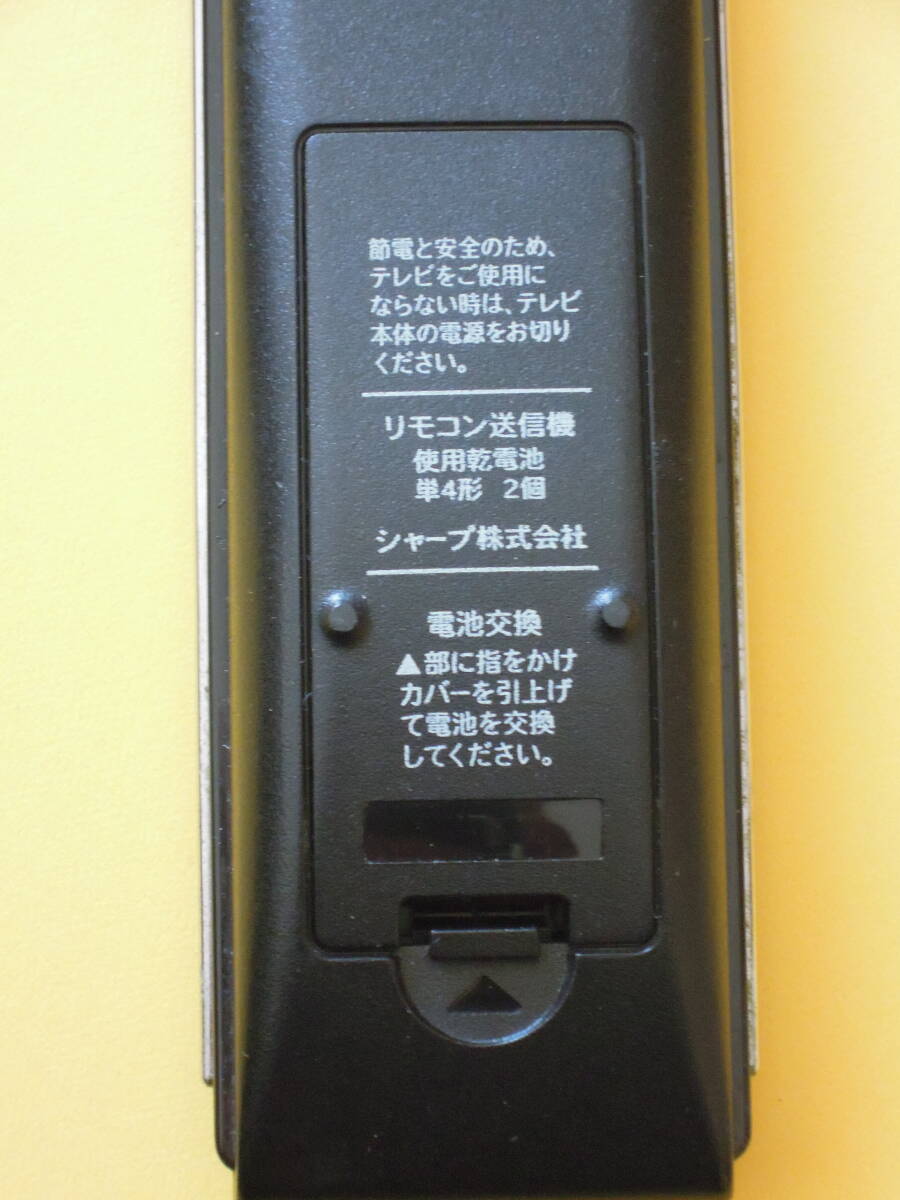 節電と安全のため、
テレビをご使用に
ならない時は、テレビ
本体の電源をお切り
ください。
リモコン送信機
使用乾電池
単4形 2個
シャープ株式会社
電池交換
▲部に指をかけ
カバーを引上げ
て電池を交換
してください。